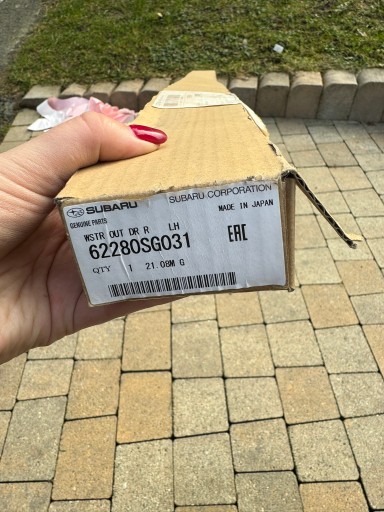 SUBARU
SUBARU CORPORATION
GENUINE PARTS
MADE IN JAPAN
WSTR OUT DR R LH
62280SG031
EAC
QTY 1 21.08M G